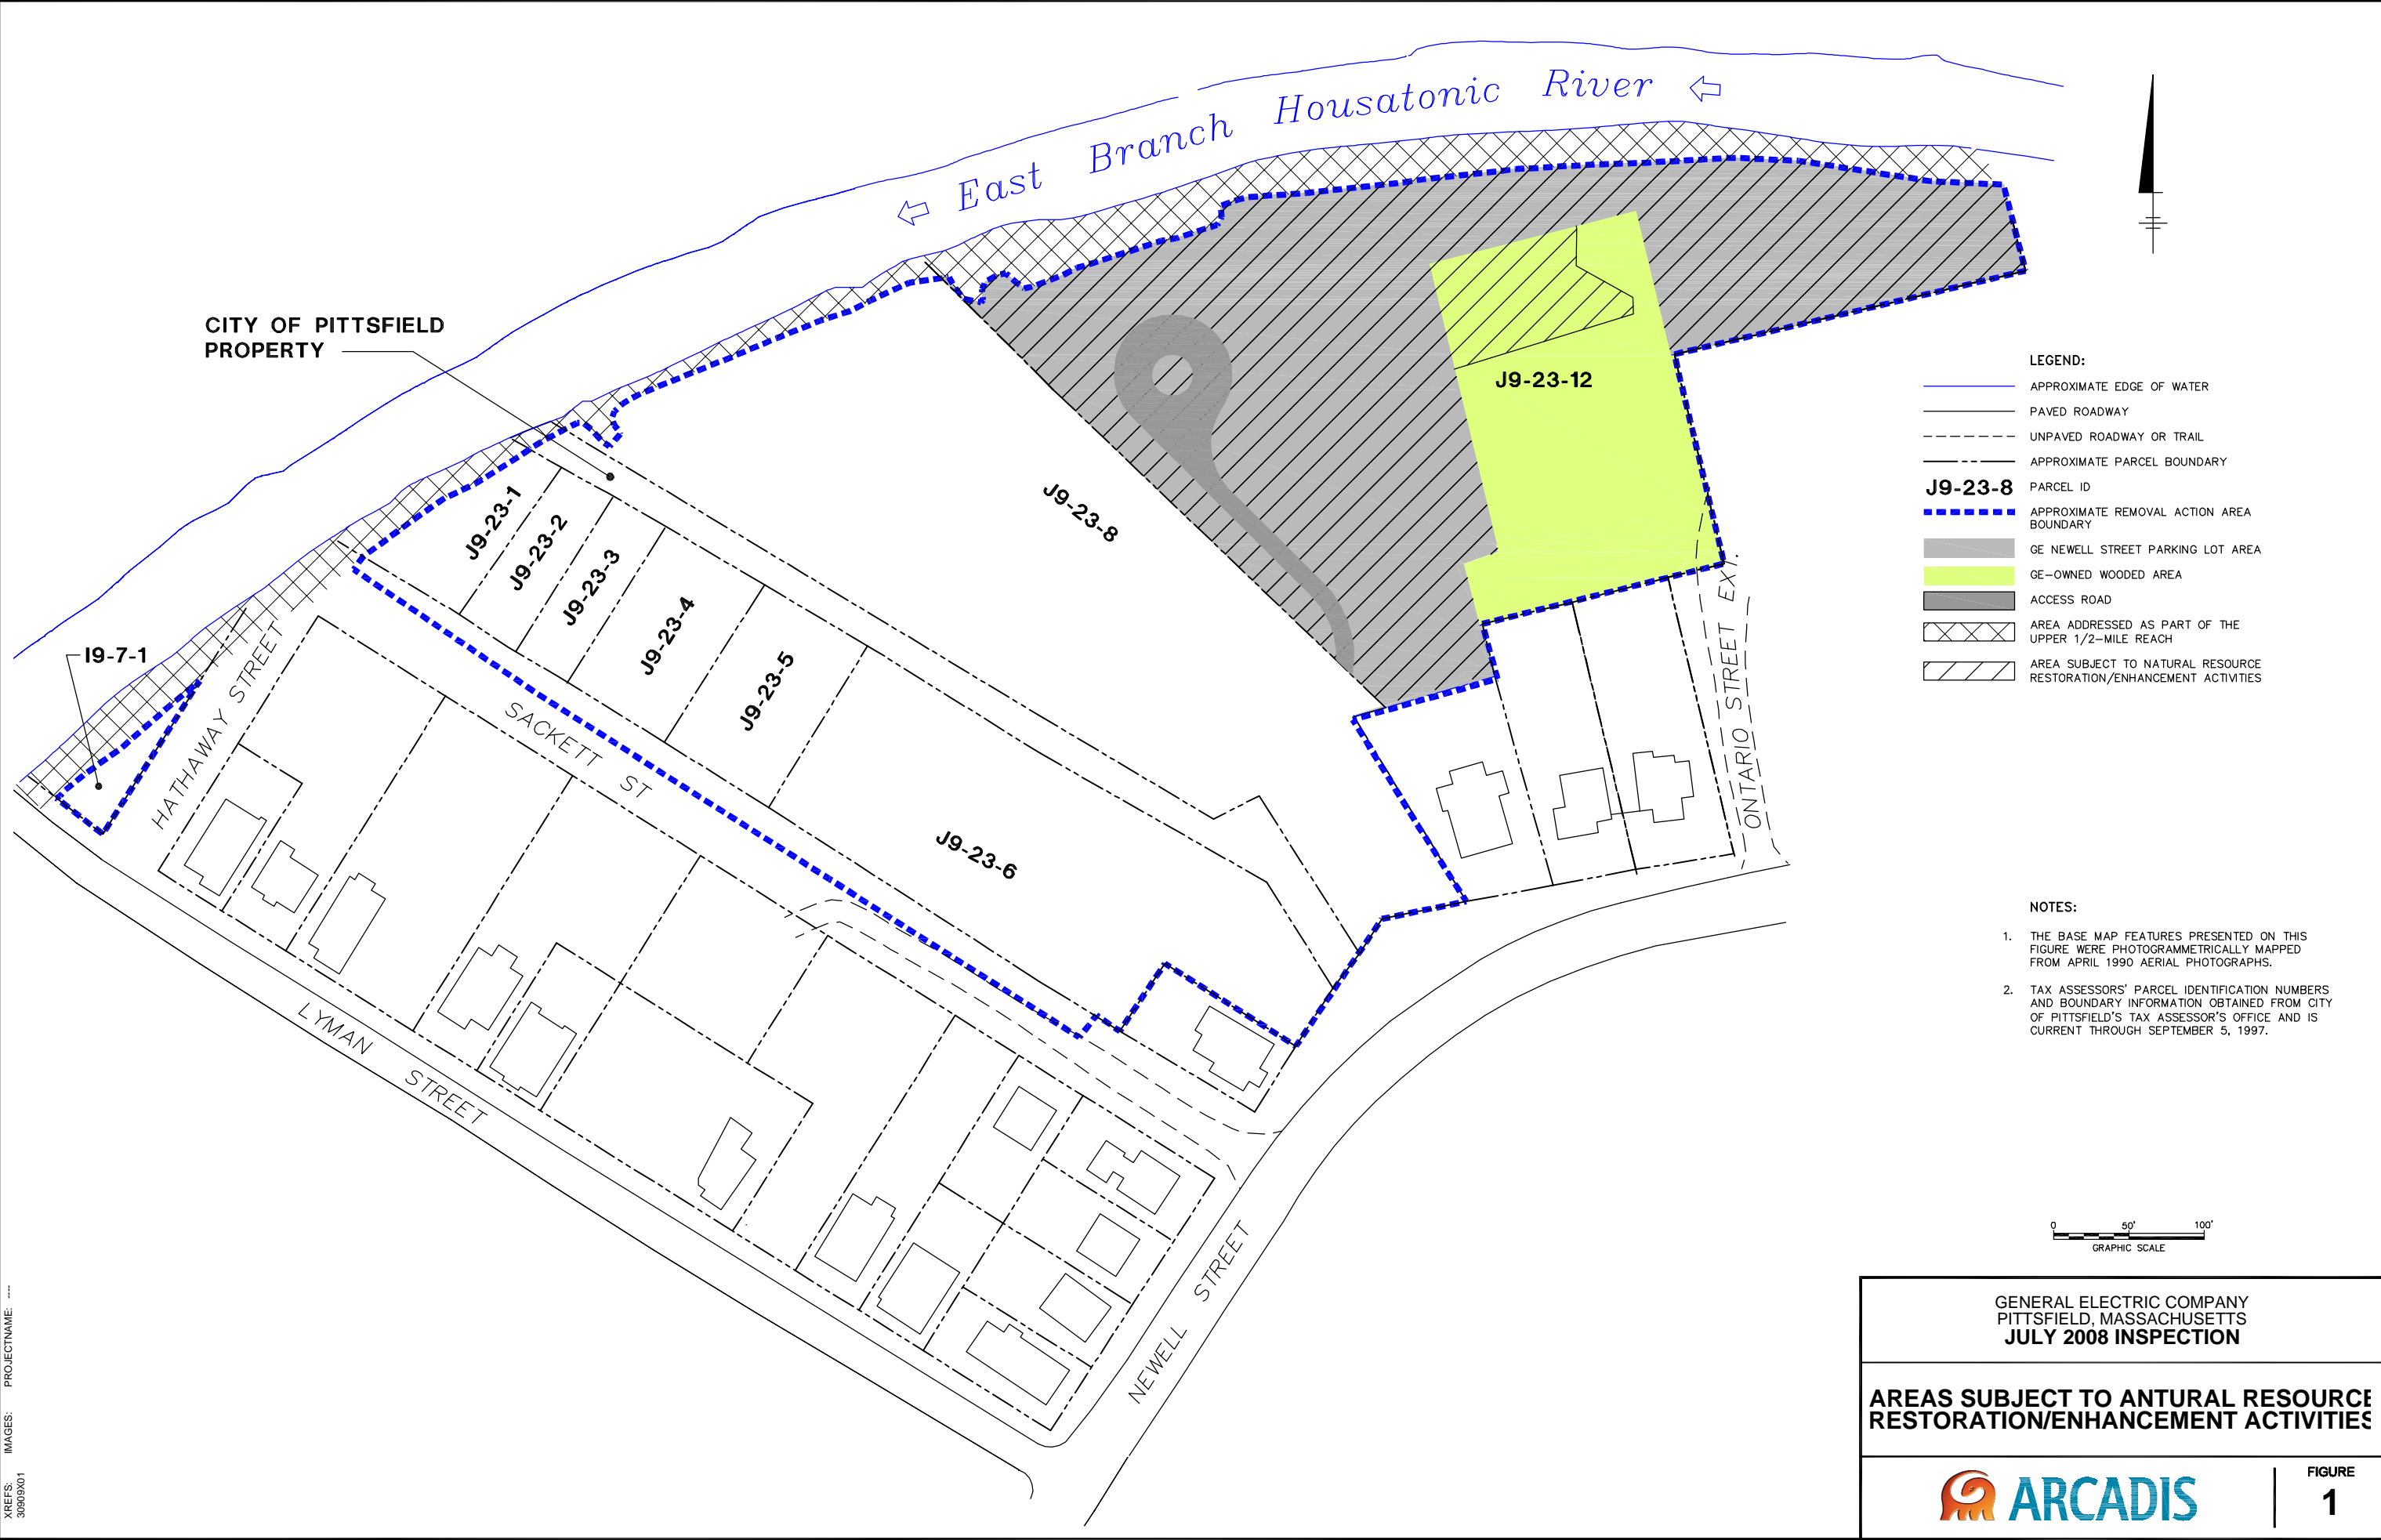 East Branch Housatonic River
CITY OF PITTSFIELD
PROPERTY
J9-23-12
J9-23-8
J9-23-1
J9-23-2
J9-23-3
J9-23-4
J9-23-5
J9-23-6
I9-7-1
HATHAWAY STREET
SACKETT ST
LYMAN STREET
NEWELL STREET
ONTARIO STREET EXT.
LEGEND:
APPROXIMATE EDGE OF WATER
PAVED ROADWAY
UNPAVED ROADWAY OR TRAIL
APPROXIMATE PARCEL BOUNDARY
J9-23-8 PARCEL ID
APPROXIMATE REMOVAL ACTION AREA
BOUNDARY
GE NEWELL STREET PARKING LOT AREA
GE-OWNED WOODED AREA
ACCESS ROAD
AREA ADDRESSED AS PART OF THE
UPPER 1/2-MILE REACH
AREA SUBJECT TO NATURAL RESOURCE
RESTORATION/ENHANCEMENT ACTIVITIES
NOTES:
1. THE BASE MAP FEATURES PRESENTED ON THIS
FIGURE WERE PHOTOGRAMMETRICALLY MAPPED
FROM APRIL 1990 AERIAL PHOTOGRAPHS.
2. TAX ASSESSORS' PARCEL IDENTIFICATION NUMBERS
AND BOUNDARY INFORMATION OBTAINED FROM CITY
OF PITTSFIELD'S TAX ASSESSOR'S OFFICE AND IS
CURRENT THROUGH SEPTEMBER 5, 1997.
0 50' 100'
GRAPHIC SCALE
GENERAL ELECTRIC COMPANY
PITTSFIELD, MASSACHUSETTS
JULY 2008 INSPECTION
AREAS SUBJECT TO ANTURAL RESOURCE
RESTORATION/ENHANCEMENT ACTIVITIES
ARCADIS
FIGURE
1
XREFS: IMAGES: PROJECTNAME: ----
30909X01